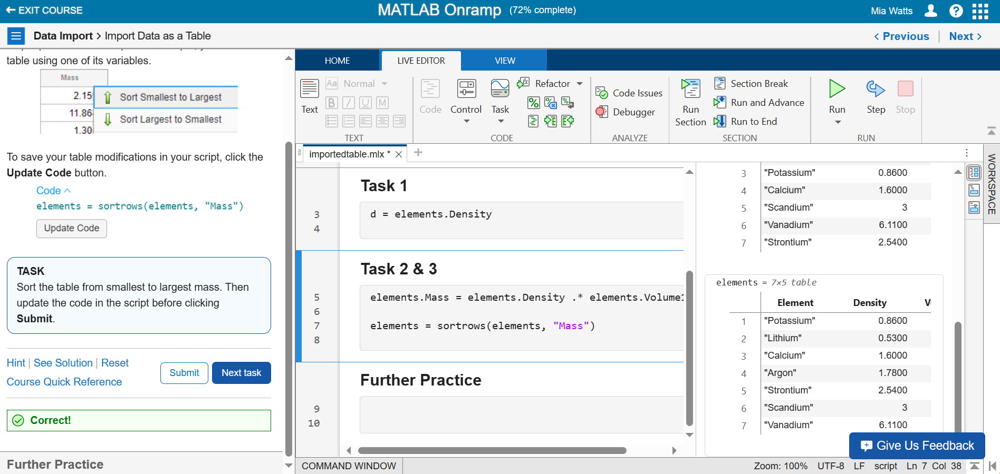 EXIT COURSE
MATLAB Onramp (72% complete)
Mia Watts
Data Import > Import Data as a Table
Previous
Next
table using one of its variables.
Mass
2.15
11.86
1.30
Sort Smallest to Largest
Sort Largest to Smallest
To save your table modifications in your script, click the
Update Code button.
Code
elements = sortrows(elements, "Mass")
Update Code
TASK
Sort the table from smallest to largest mass. Then
update the code in the script before clicking
Submit.
Hint | See Solution | Reset
Course Quick Reference
Submit
Next task
Correct!
Further Practice
HOME
LIVE EDITOR
VIEW
Text
Aa Normal
B I U M
TEXT
Code
Control
Task
Refactor
CODE
Code Issues
Debugger
ANALYZE
Run
Section
Section Break
Run and Advance
Run to End
SECTION
Run
Step
Stop
RUN
importedtable.mlx *
WORKSPACE
Task 1
3 d = elements.Density
4
Task 2 & 3
5 elements.Mass = elements.Density .* elements.Volume1
6
7 elements = sortrows(elements, "Mass")
8
Further Practice
9
10
3 "Potassium" 0.8600
4 "Calcium" 1.6000
5 "Scandium" 3
6 "Vanadium" 6.1100
7 "Strontium" 2.5400
elements = 7×5 table
Element Density V
1 "Potassium" 0.8600
2 "Lithium" 0.5300
3 "Calcium" 1.6000
4 "Argon" 1.7800
5 "Strontium" 2.5400
6 "Scandium" 3
7 "Vanadium" 6.1100
Give Us Feedback
COMMAND WINDOW
Zoom: 100% UTF-8 LF script Ln 7 Col 38